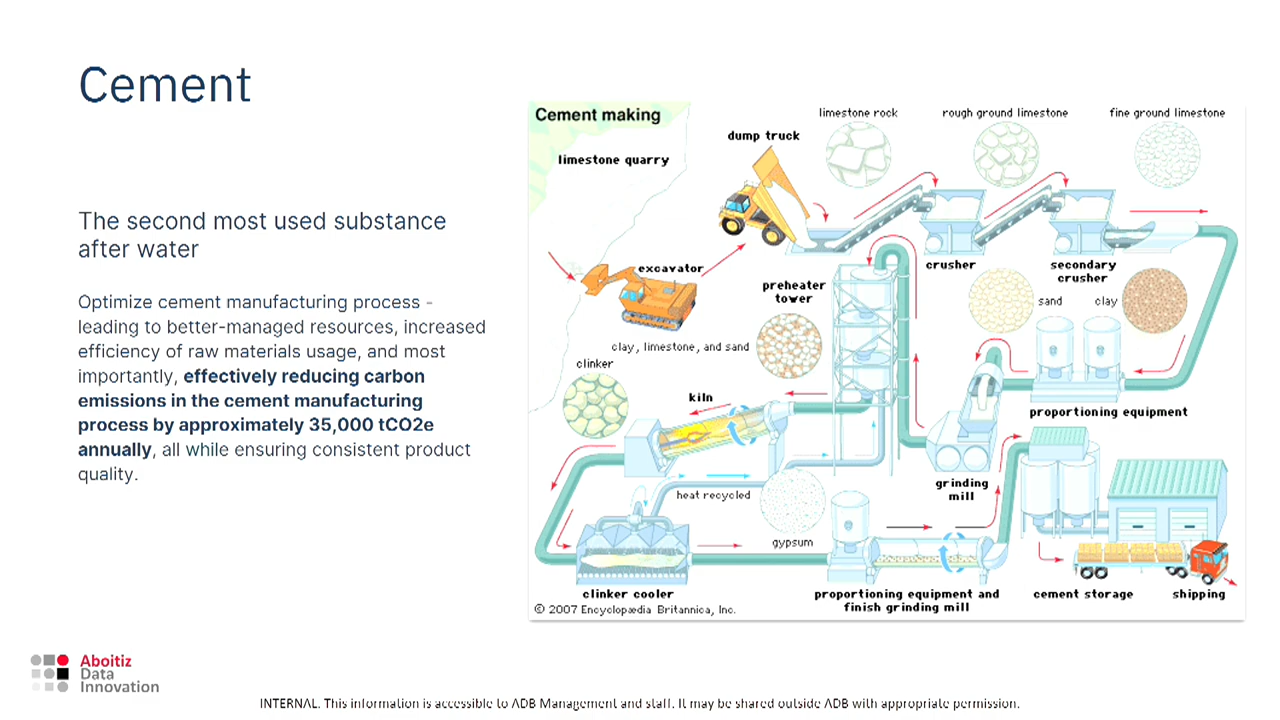 Cement
The second most used substance
after water
Optimize cement manufacturing process -
leading to better-managed resources, increased
efficiency of raw materials usage, and most
importantly, effectively reducing carbon
emissions in the cement manufacturing
process by approximately 35,000 tCO2e
annually, all while ensuring consistent product
quality.
Cement making
limestone quarry
dump truck
limestone rock
rough ground limestone
fine ground limestone
excavator
crusher
secondary
crusher
preheater
tower
sand
clay
clay, limestone, and sand
clinker
kiln
proportioning equipment
grinding
mill
heat recycled
gypsum
clinker cooler
proportioning equipment and
finish grinding mill
cement storage
shipping
© 2007 Encyclopædia Britannica, Inc.
Aboitiz
Data
Innovation
INTERNAL. This information is accessible to ADB Management and staff. It may be shared outside ADB with appropriate permission.